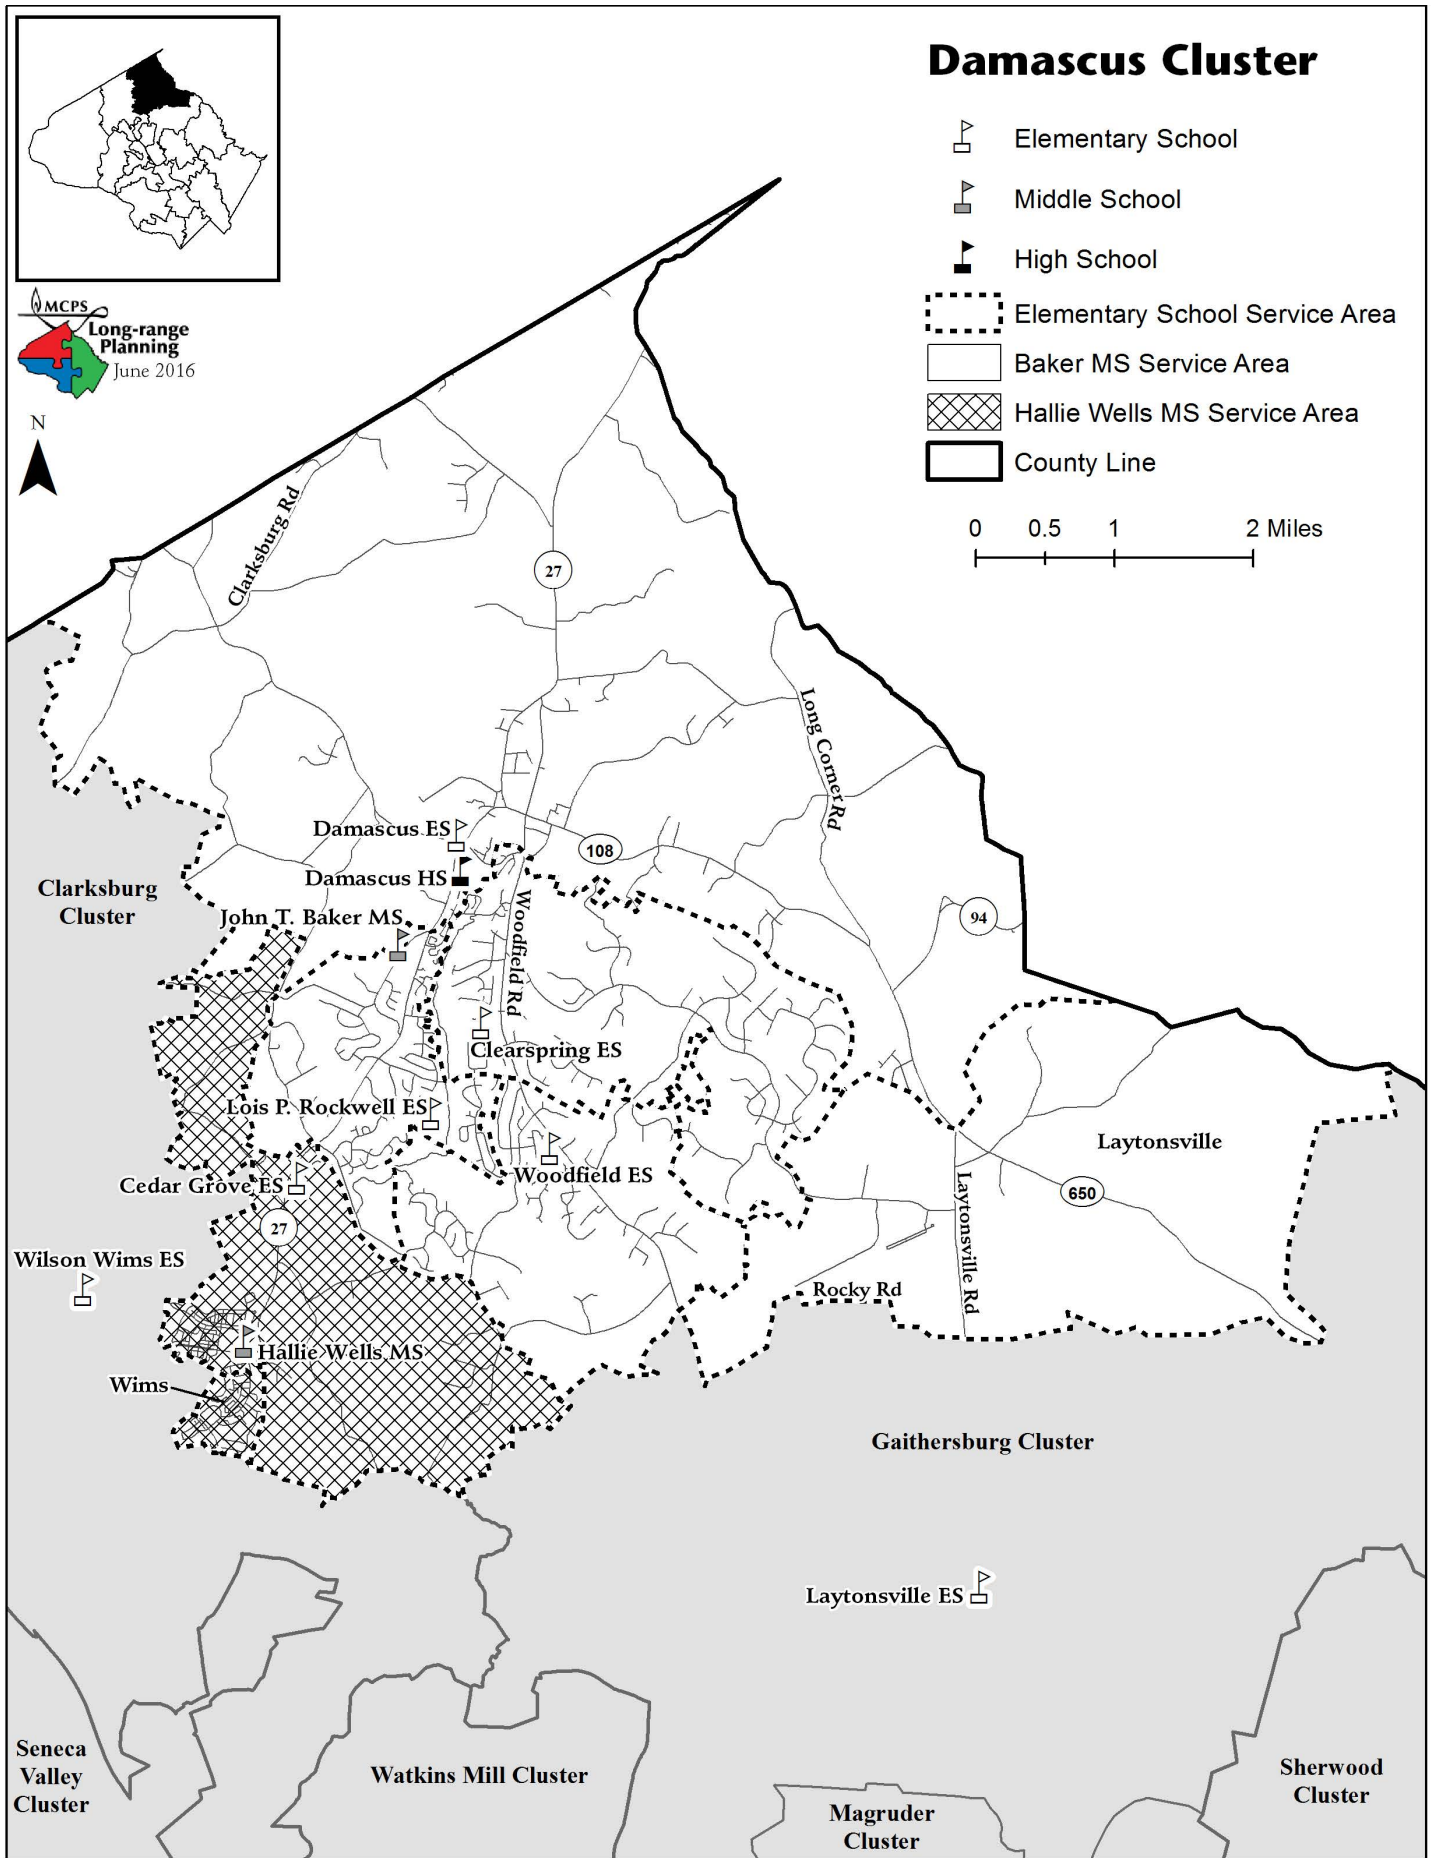 Damascus Cluster
Elementary School
Middle School
High School
Elementary School Service Area
Baker MS Service Area
Hallie Wells MS Service Area
County Line
0 0.5 1 2 Miles
MCPS
Long-range
Planning
June 2016
N
Clarksburg Rd
27
Long Corner Rd
Damascus ES
108
Damascus HS
Clarksburg
Cluster
John T. Baker MS
Woodfield Rd
94
Clearspring ES
Lois P. Rockwell ES
Laytonsville
Woodfield ES
Cedar Grove ES
650
Laytonsville Rd
27
Wilson Wims ES
Rocky Rd
Hallie Wells MS
Wims
Gaithersburg Cluster
Laytonsville ES
Seneca
Valley
Cluster
Watkins Mill Cluster
Magruder
Cluster
Sherwood
Cluster